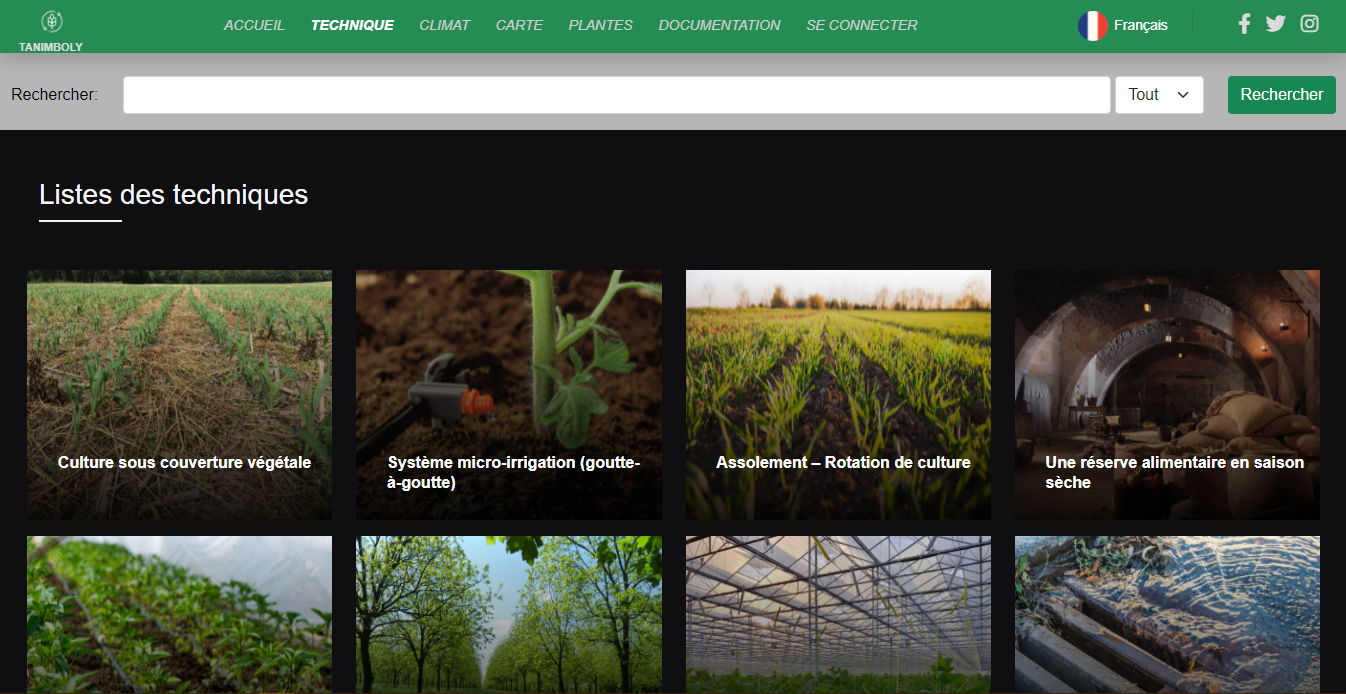 TANIMBOLY
ACCUEIL TECHNIQUE CLIMAT CARTE PLANTES DOCUMENTATION SE CONNECTER
Français
Rechercher:
Tout
Rechercher
Listes des techniques
Culture sous couverture végétale
Système micro-irrigation (goutte-
à-goutte)
Assolement – Rotation de culture
Une réserve alimentaire en saison
sèche